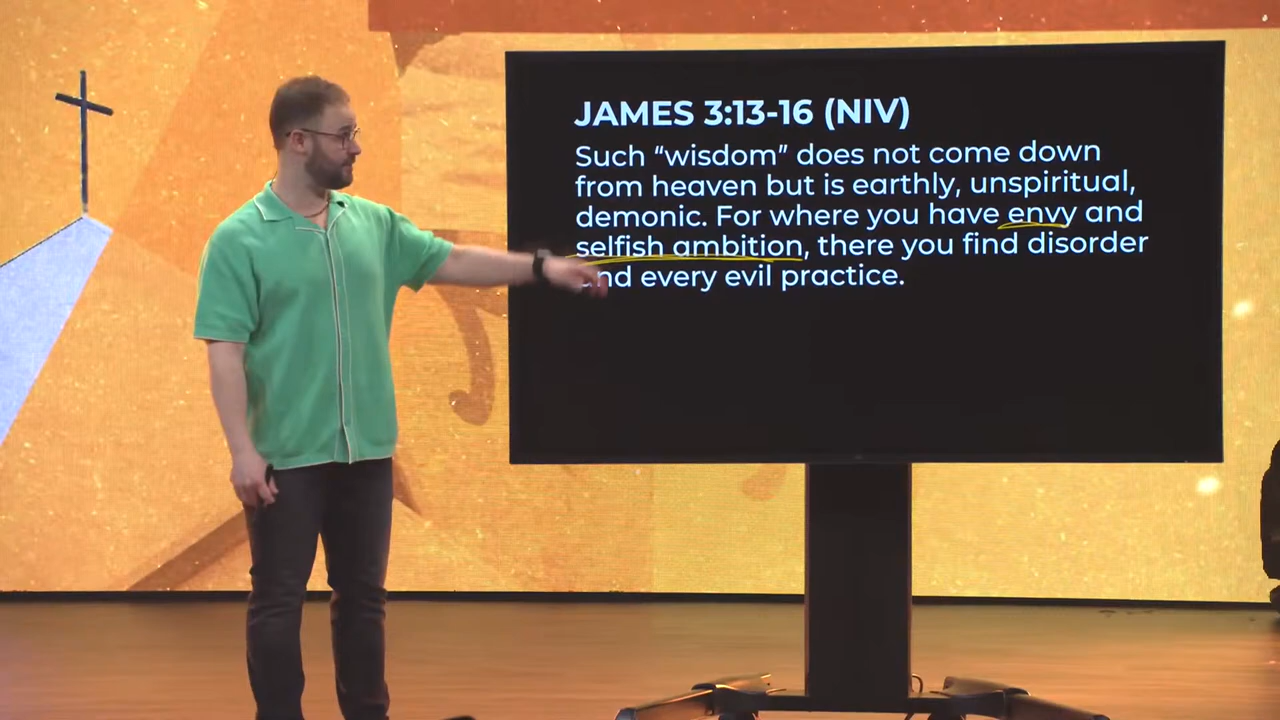 JAMES 3:13-16 (NIV)
Such “wisdom” does not come down
from heaven but is earthly, unspiritual,
demonic. For where you have envy and
selfish ambition, there you find disorder
and every evil practice.